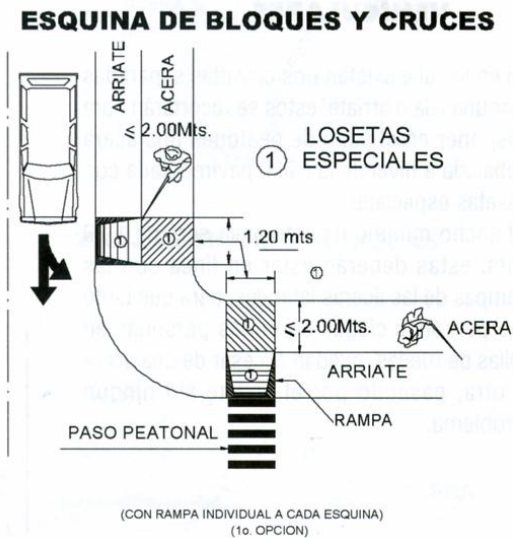 ESQUINA DE BLOQUES Y CRUCES
ARRIATE
ACERA
≤ 2.00Mts.
1 LOSETAS
ESPECIALES
1
1
1.20 mts
1
1
≤ 2.00Mts.
ACERA
1
ARRIATE
RAMPA
PASO PEATONAL
(CON RAMPA INDIVIDUAL A CADA ESQUINA)
(1o. OPCION)